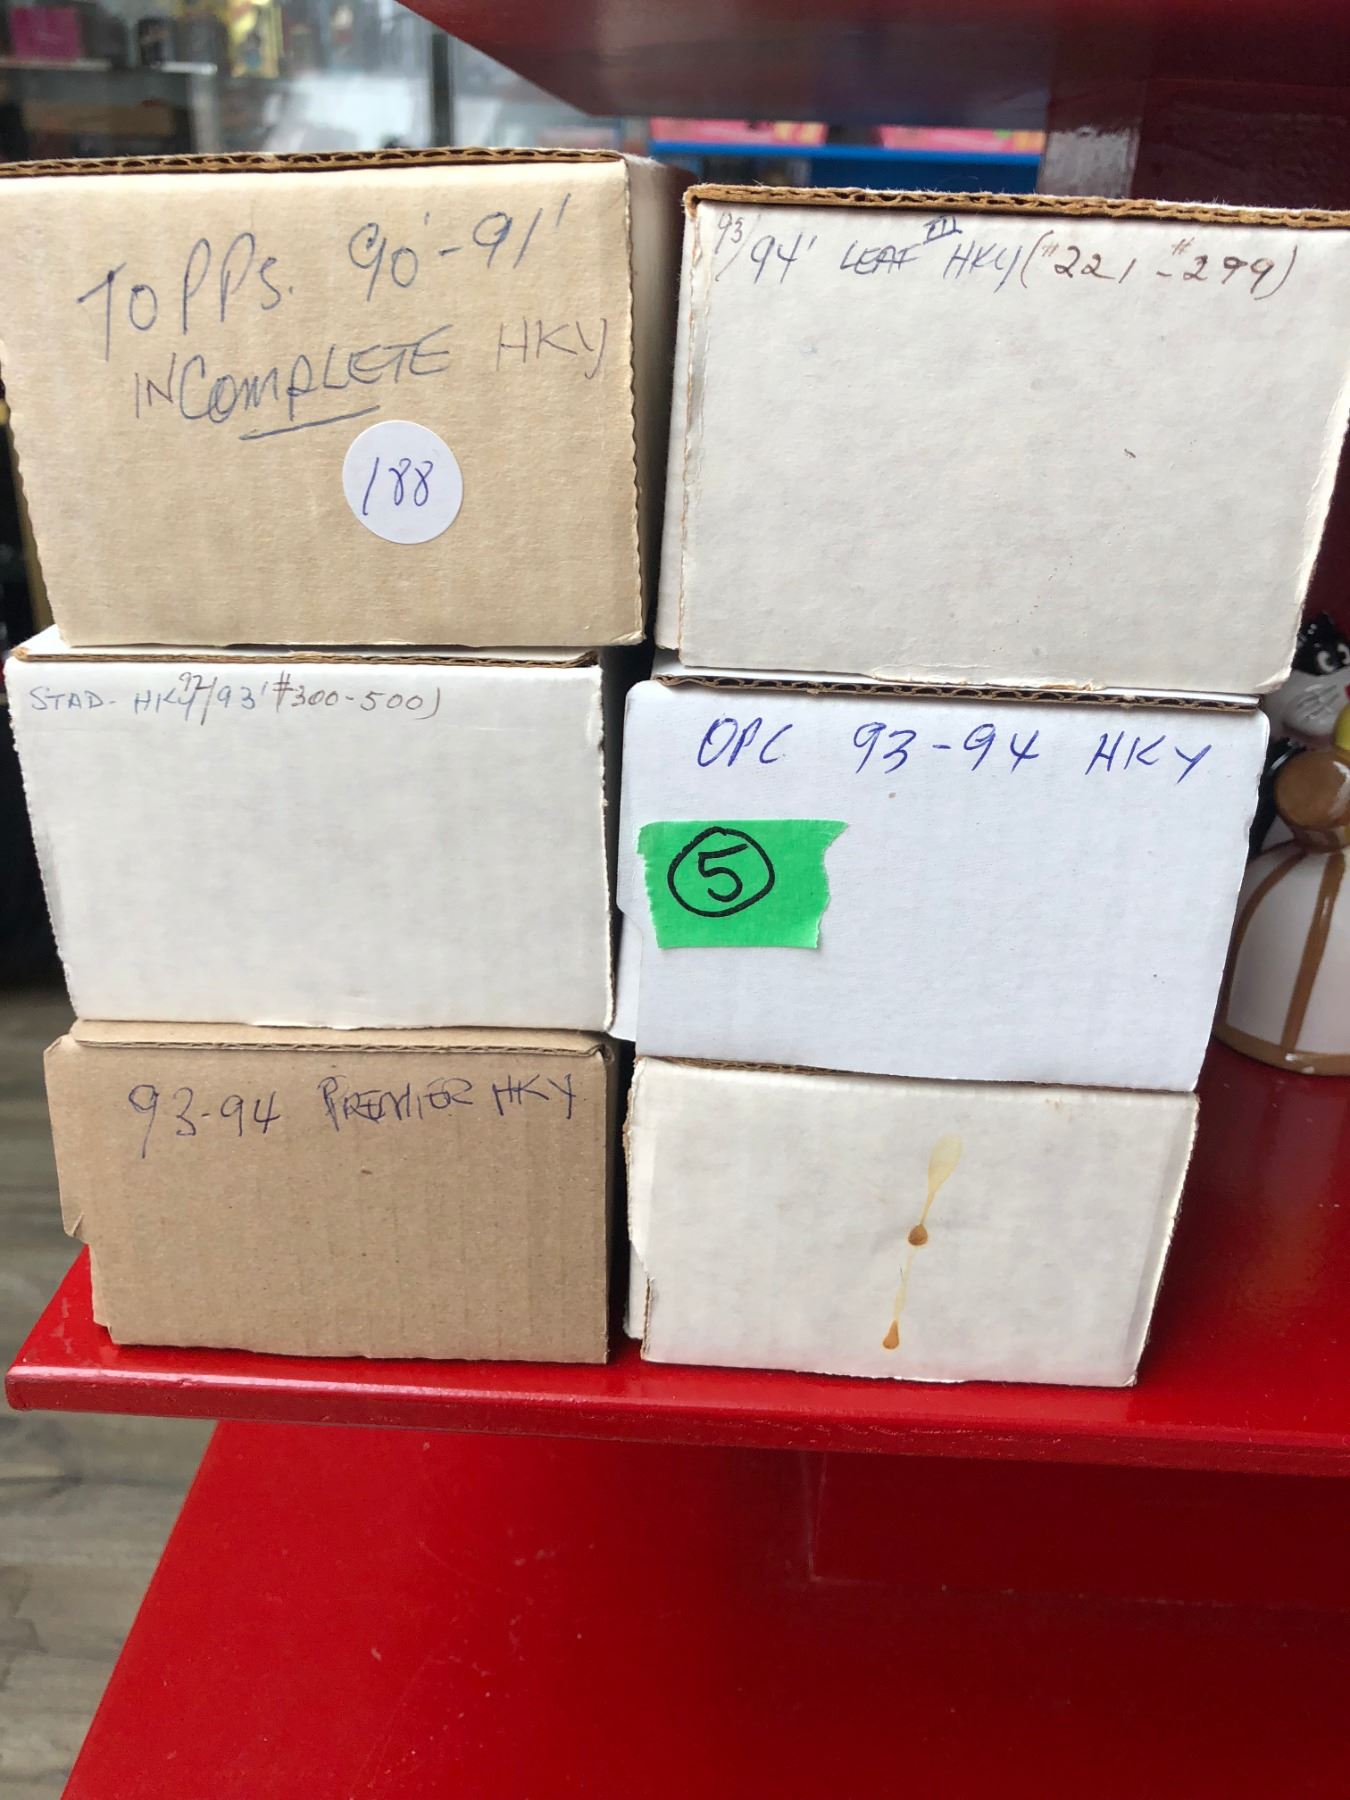 TOPPS. 90'-91'
INCOMPLETE HKY
188
93/94' LEAF III HKY (#221-#299)
STAD- HKY 92/93' #300-500)
OPC 93-94 HKY
5
93-94 PREMIER HKY